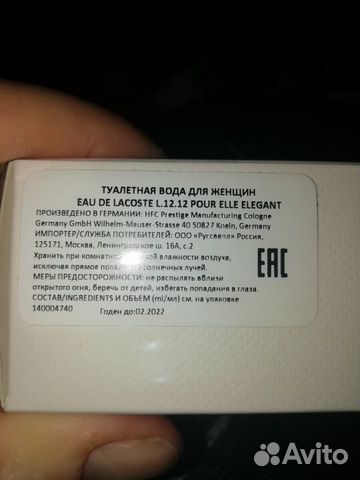 ТУАЛЕТНАЯ ВОДА ДЛЯ ЖЕНЩИН
EAU DE LACOSTE L.12.12 POUR ELLE ELEGANT
ПРОИЗВЕДЕНО В ГЕРМАНИИ: HFC Prestige Manufacturing Cologne
Germany GmbH Wilhelm-Mauser-Strasse 40 50827 Koeln, Germany
ИМПОРТЕР/СЛУЖБА ПОТРЕБИТЕЛЕЙ: ООО «Руссвелл» Россия,
125171, Москва, Ленинградское ш. 16А, с.2
Хранить при влажности воздуха,
исключая прямое солнечных лучей.
МЕРЫ ПРЕДОСТОРОЖНОСТИ: не распылять вблизи
открытого огня, беречь от детей, избегать попадания в глаза.
СОСТАВ/INGREDIENTS И ОБЪЕМ (ml/мл) см. на упаковке
140004740 Годен до:02.2022
EAC
Avito